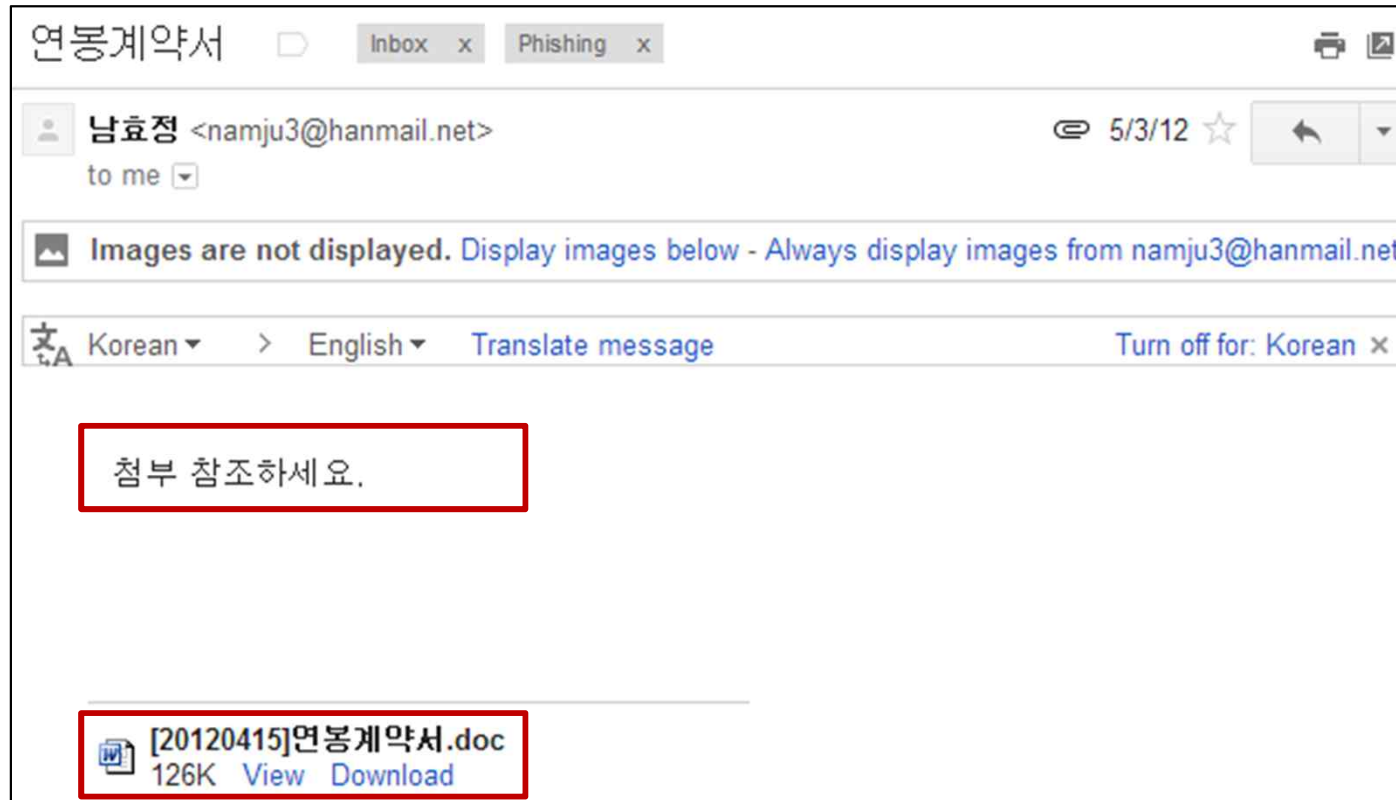 연봉계약서 Inbox x Phishing x
남효정 <namju3@hanmail.net> 5/3/12
to me
Images are not displayed. Display images below - Always display images from namju3@hanmail.net
Korean > English Translate message Turn off for: Korean ×
첨부 참조하세요.
[20120415]연봉계약서.doc
126K View Download